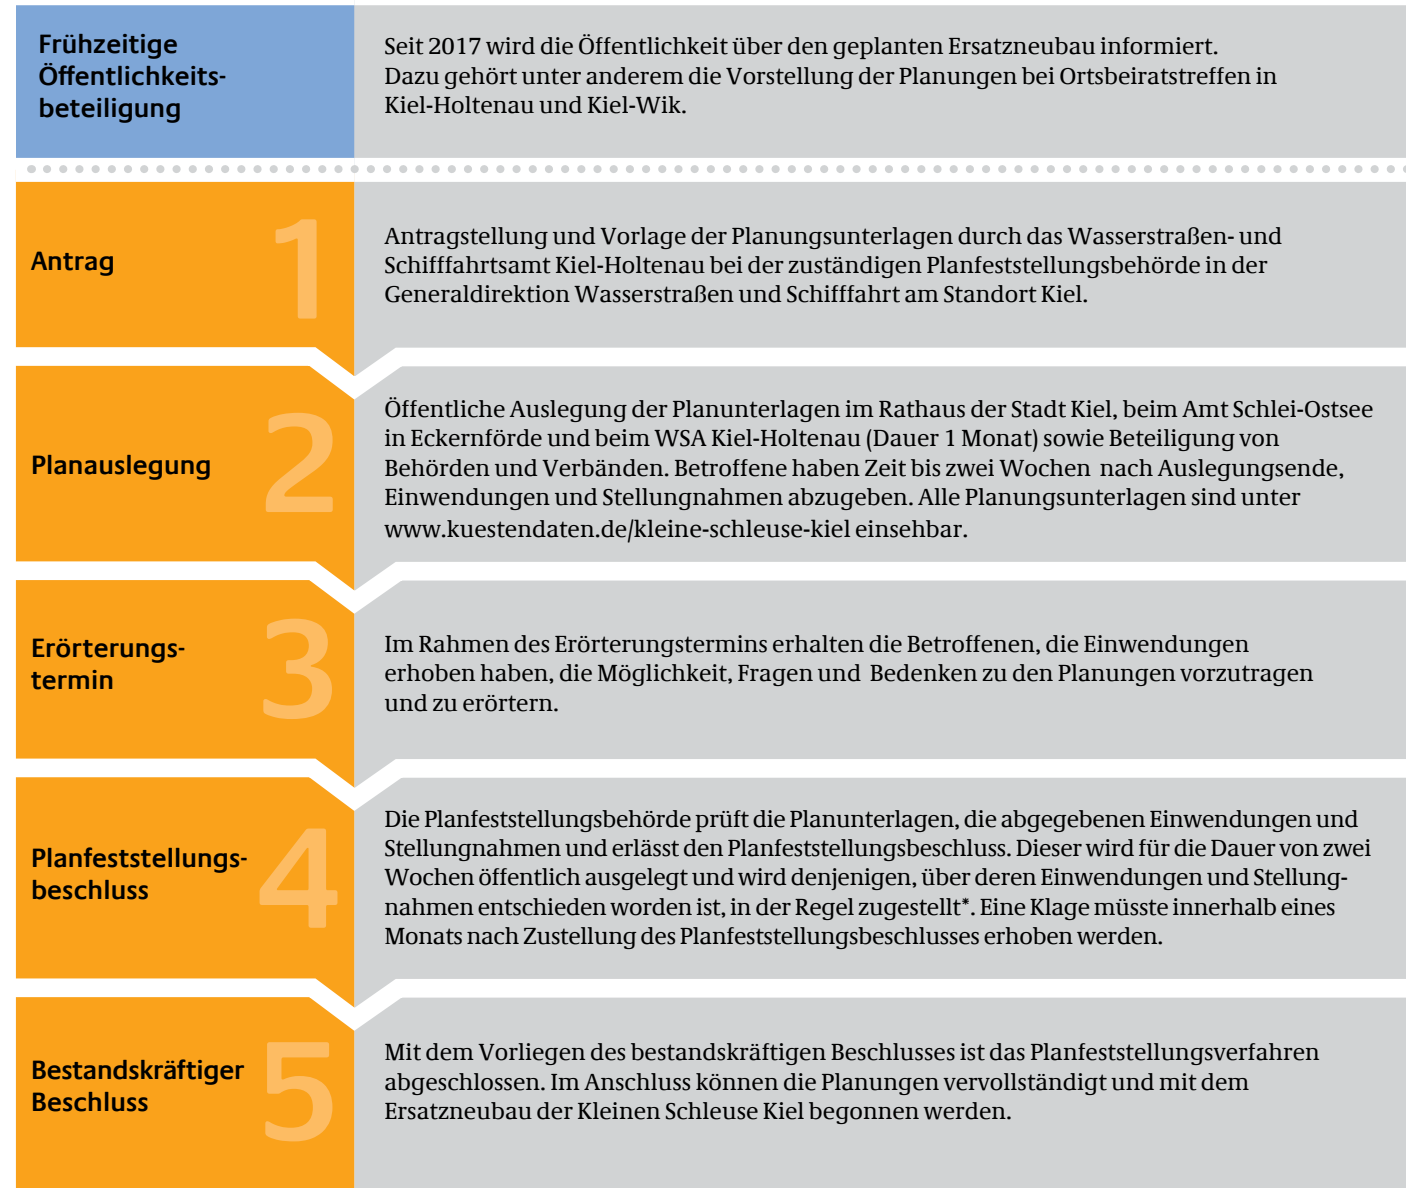 Frühzeitige
Öffentlichkeits-
beteiligung
Seit 2017 wird die Öffentlichkeit über den geplanten Ersatzneubau informiert.
Dazu gehört unter anderem die Vorstellung der Planungen bei Ortsbeiratstreffen in
Kiel-Holtenau und Kiel-Wik.
Antrag
1
Antragstellung und Vorlage der Planungsunterlagen durch das Wasserstraßen- und
Schifffahrtsamt Kiel-Holtenau bei der zuständigen Planfeststellungsbehörde in der
Generaldirektion Wasserstraßen und Schifffahrt am Standort Kiel.
Planauslegung
2
Öffentliche Auslegung der Planunterlagen im Rathaus der Stadt Kiel, beim Amt Schlei-Ostsee
in Eckernförde und beim WSA Kiel-Holtenau (Dauer 1 Monat) sowie Beteiligung von
Behörden und Verbänden. Betroffene haben Zeit bis zwei Wochen nach Auslegungsende,
Einwendungen und Stellungnahmen abzugeben. Alle Planungsunterlagen sind unter
www.kuestendaten.de/kleine-schleuse-kiel einsehbar.
Erörterungs-
termin
3
Im Rahmen des Erörterungstermins erhalten die Betroffenen, die Einwendungen
erhoben haben, die Möglichkeit, Fragen und Bedenken zu den Planungen vorzutragen
und zu erörtern.
Planfeststellungs-
beschluss
4
Die Planfeststellungsbehörde prüft die Planunterlagen, die abgegebenen Einwendungen und
Stellungnahmen und erlässt den Planfeststellungsbeschluss. Dieser wird für die Dauer von zwei
Wochen öffentlich ausgelegt und wird denjenigen, über deren Einwendungen und Stellung-
nahmen entschieden worden ist, in der Regel zugestellt*. Eine Klage müsste innerhalb eines
Monats nach Zustellung des Planfeststellungsbeschlusses erhoben werden.
Bestandskräftiger
Beschluss
5
Mit dem Vorliegen des bestandskräftigen Beschlusses ist das Planfeststellungsverfahren
abgeschlossen. Im Anschluss können die Planungen vervollständigt und mit dem
Ersatzneubau der Kleinen Schleuse Kiel begonnen werden.